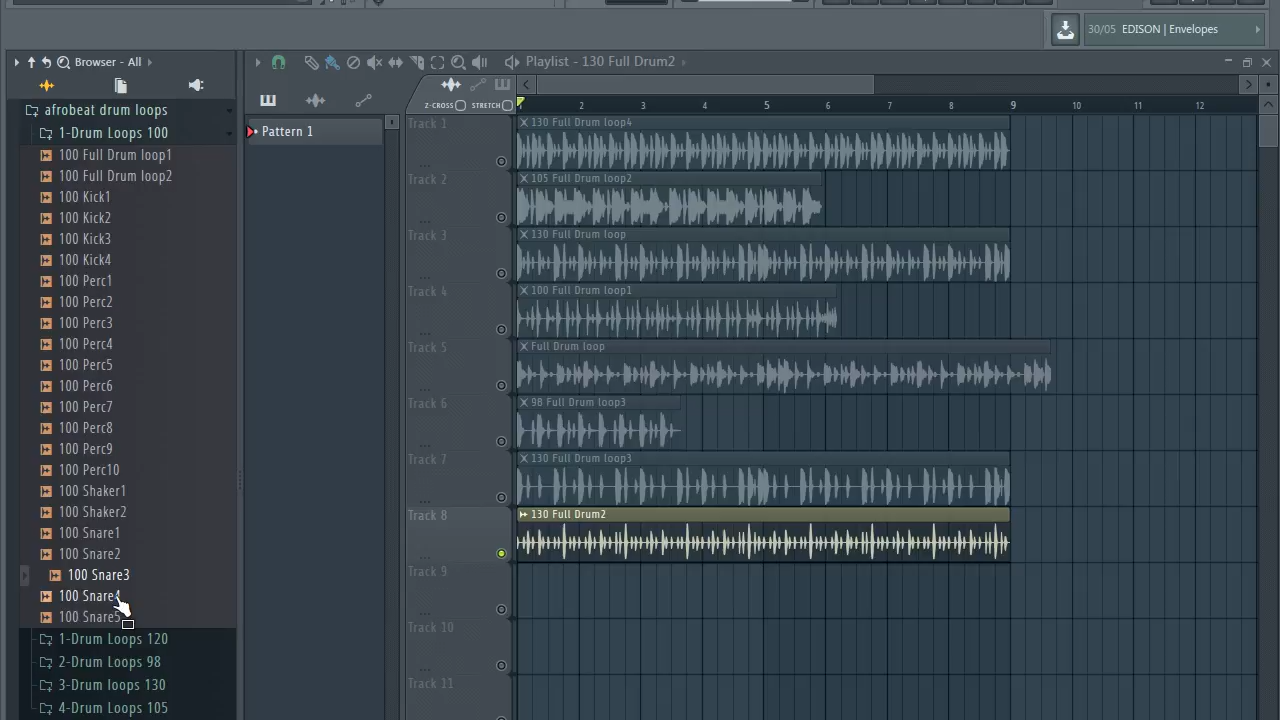 30/05 EDISON | Envelopes
Browser - All
Playlist - 130 Full Drum2
afrobeat drum loops
1-Drum Loops 100
100 Full Drum loop1
100 Full Drum loop2
100 Kick1
100 Kick2
100 Kick3
100 Kick4
100 Perc1
100 Perc2
100 Perc3
100 Perc4
100 Perc5
100 Perc6
100 Perc7
100 Perc8
100 Perc9
100 Perc10
100 Shaker1
100 Shaker2
100 Snare1
100 Snare2
100 Snare3
100 Snare4
100 Snare5
1-Drum Loops 120
2-Drum Loops 98
3-Drum loops 130
4-Drum Loops 105
Pattern 1
Z-CROSS STRETCH
1 2 3 4 5 6 7 8 9 10 11 12
Track 1
130 Full Drum loop4
Track 2
105 Full Drum loop2
Track 3
130 Full Drum loop
Track 4
100 Full Drum loop1
Track 5
Full Drum loop
Track 6
98 Full Drum loop3
Track 7
130 Full Drum loop3
Track 8
130 Full Drum2
Track 9
Track 10
Track 11